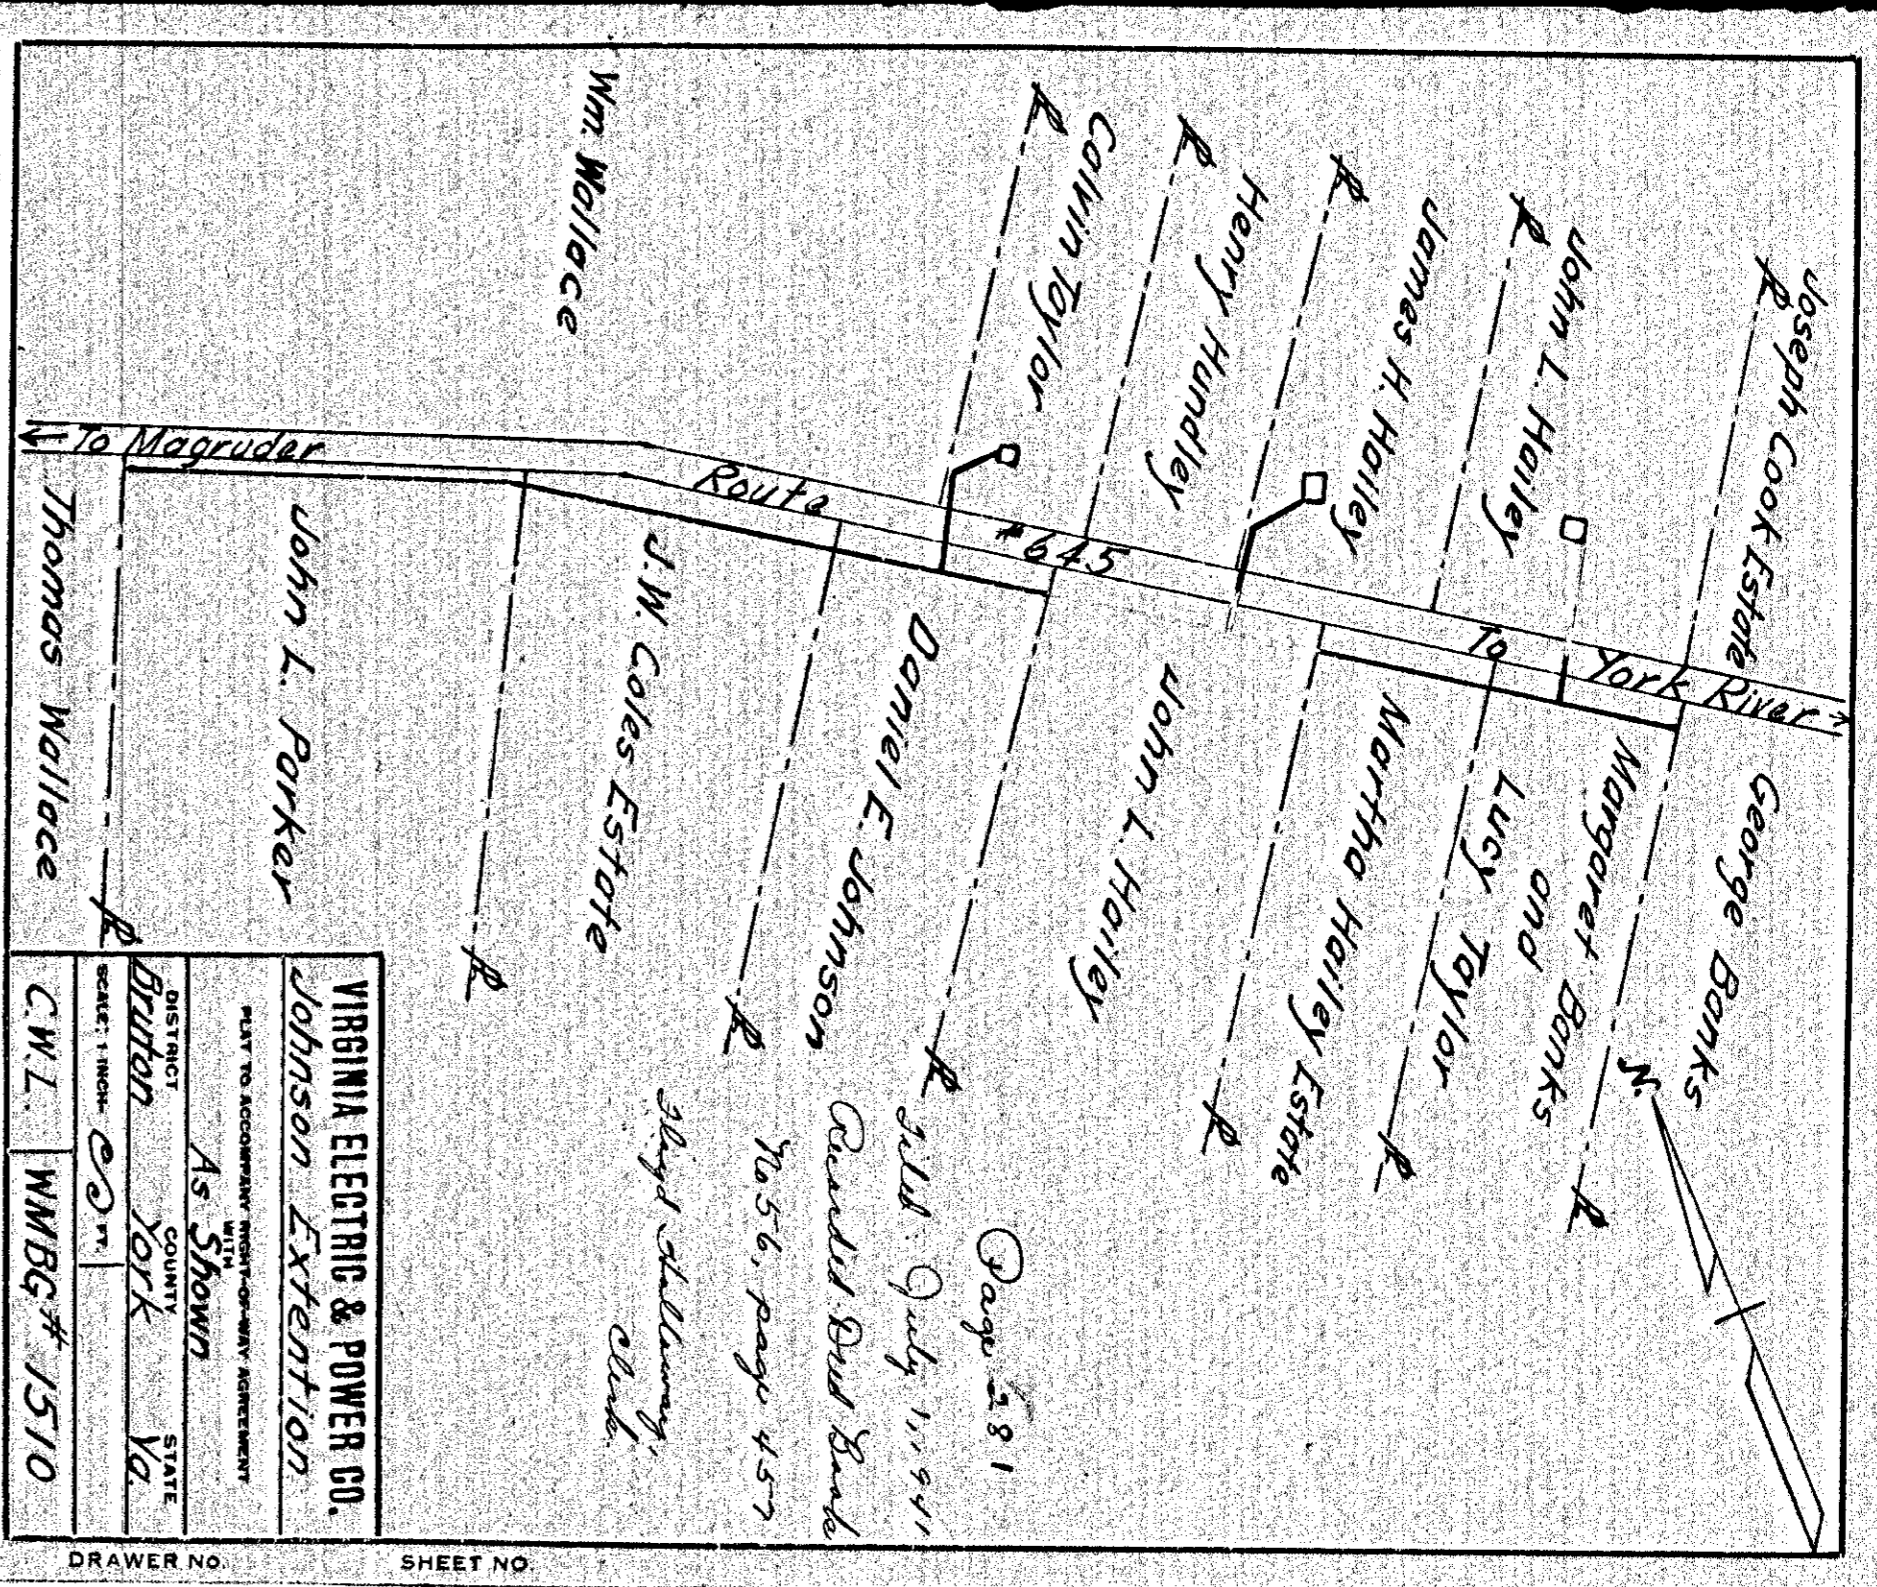 Joseph Cook Estate
John L. Hailey
James H. Hailey
Henry Hundley
Calvin Taylor
Wm. Wallace
To Magruder
Route
#645
To
York River
George Banks
Margaret Banks
and
Lucy Taylor
Martha Hailey Estate
John L. Hailey
Daniel E. Johnson
J. W. Coles Estate
John L. Parker
Thomas Wallace
N.
Page 281
Filed July 1, 1941
Recorded Deed Book
No 56, page 457
Floyd Holloway,
Clerk.
VIRGINIA ELECTRIC & POWER CO.
Johnson Extention
PLAT TO ACCOMPANY RIGHT-OF-WAY AGREEMENT
WITH
As Shown
DISTRICT COUNTY STATE
Bruton York Va.
SCALE, 1 INCH= FT.
C.W.L. WMBG# 1510
DRAWER NO. SHEET NO.